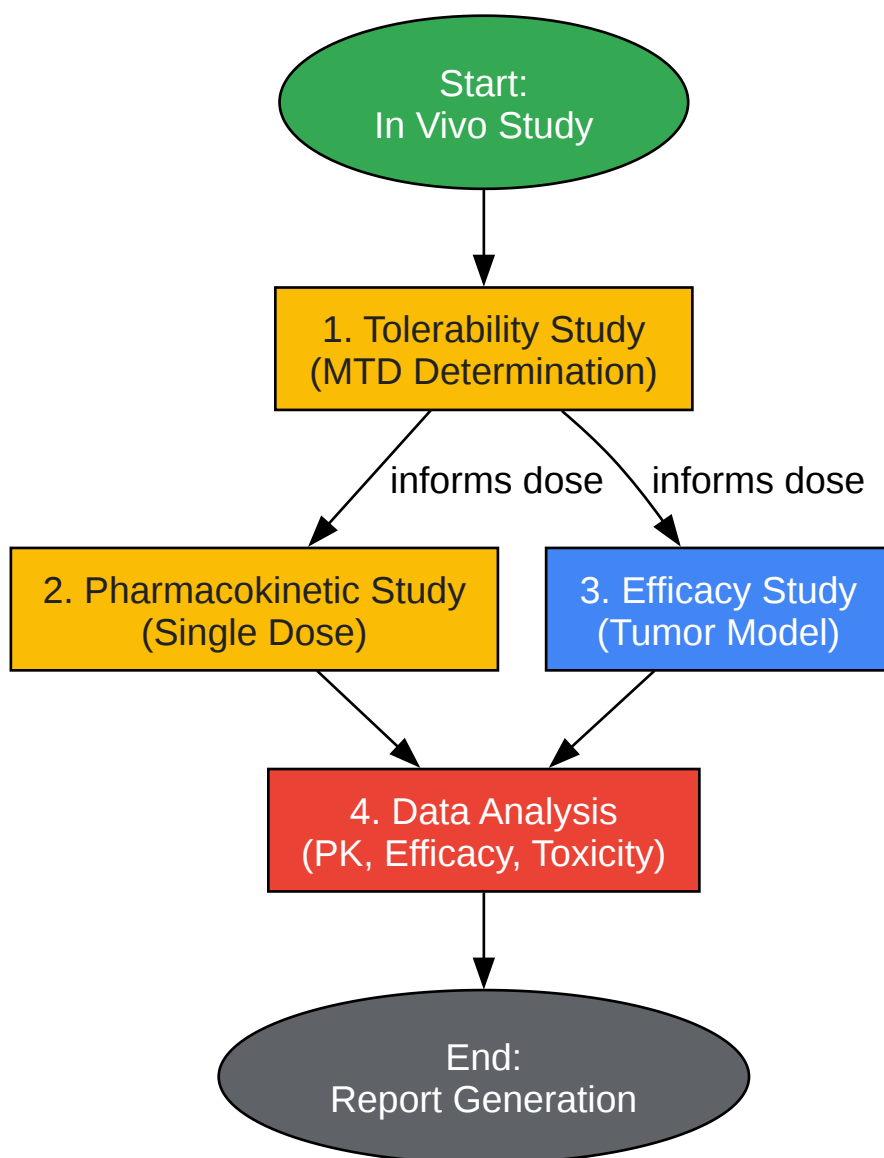 Start:
In Vivo Study
1. Tolerability Study
(MTD Determination)
informs dose
informs dose
2. Pharmacokinetic Study
(Single Dose)
3. Efficacy Study
(Tumor Model)
4. Data Analysis
(PK, Efficacy, Toxicity)
End:
Report Generation